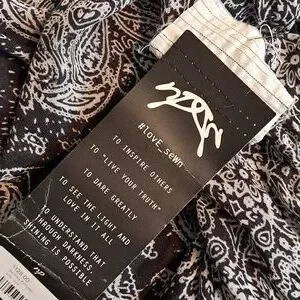 #lovE_sewn
TO INSPIRE OTHERS
TO "LIVE YOUR TRUTH"
TO DARE GREATLY
TO SEE THE LIGHT AND
LOVE IN IT ALL
TO UNDERSTAND THAT
THROUGH DARKNESS,
SHINING IS POSSIBLE